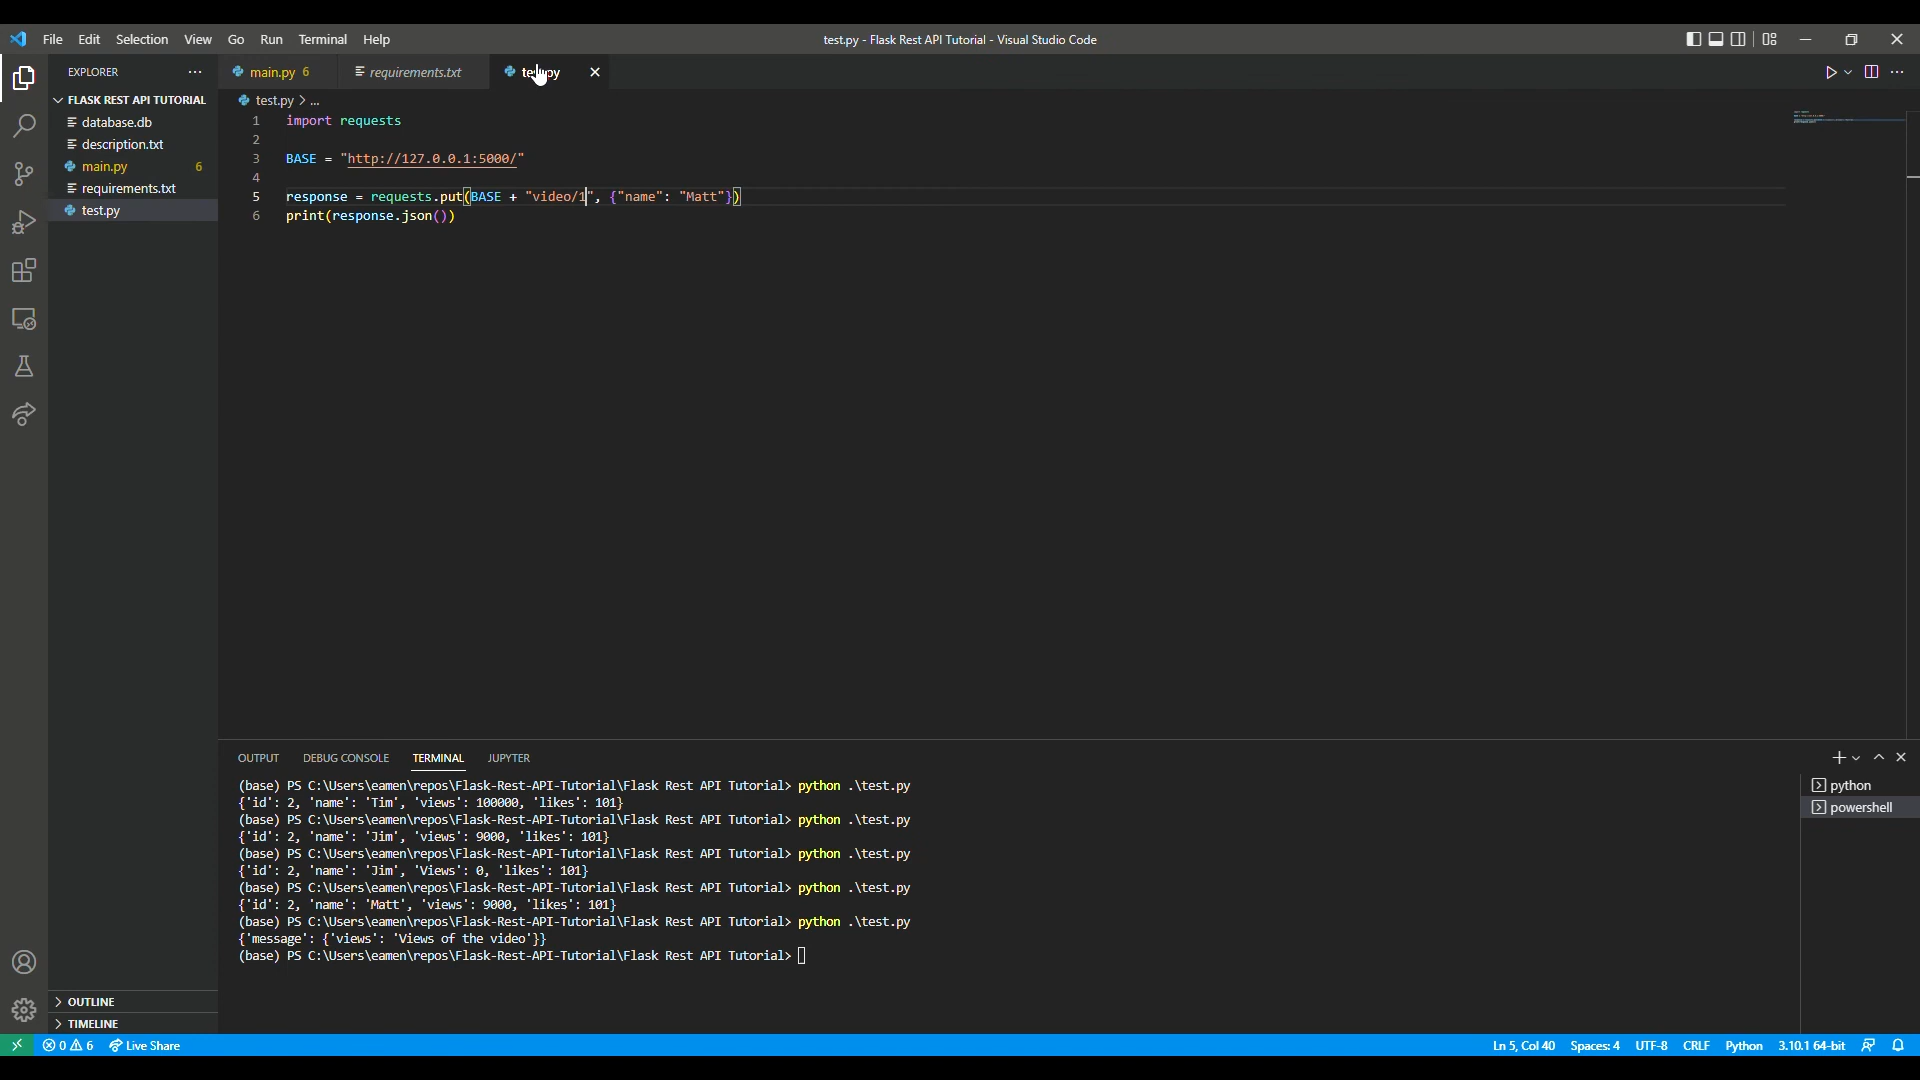 File Edit Selection View Go Run Terminal Help
test.py - Flask Rest API Tutorial - Visual Studio Code
EXPLORER
FLASK REST API TUTORIAL
database.db
description.txt
main.py 6
requirements.txt
test.py
OUTLINE
TIMELINE
main.py 6 requirements.txt
test.py > ...
1 import requests
2
3 BASE = "http://127.0.0.1:5000/"
4
5 response = requests.put(BASE + "video/1", {"name": "Matt"})
6 print(response.json())
OUTPUT DEBUG CONSOLE TERMINAL JUPYTER
(base) PS C:\Users\eamen\repos\Flask-Rest-API-Tutorial\Flask Rest API Tutorial> python .\test.py
{'id': 2, 'name': 'Tim', 'views': 100000, 'likes': 101}
(base) PS C:\Users\eamen\repos\Flask-Rest-API-Tutorial\Flask Rest API Tutorial> python .\test.py
{'id': 2, 'name': 'Jim', 'views': 9000, 'likes': 101}
(base) PS C:\Users\eamen\repos\Flask-Rest-API-Tutorial\Flask Rest API Tutorial> python .\test.py
{'id': 2, 'name': 'Jim', 'Views': 0, 'likes': 101}
(base) PS C:\Users\eamen\repos\Flask-Rest-API-Tutorial\Flask Rest API Tutorial> python .\test.py
{'id': 2, 'name': 'Matt', 'views': 9000, 'likes': 101}
(base) PS C:\Users\eamen\repos\Flask-Rest-API-Tutorial\Flask Rest API Tutorial> python .\test.py
{'message': {'views': 'Views of the video'}}
(base) PS C:\Users\eamen\repos\Flask-Rest-API-Tutorial\Flask Rest API Tutorial>
python
powershell
0 6 Live Share
Ln 5, Col 40 Spaces: 4 UTF-8 CRLF Python 3.10.1 64-bit